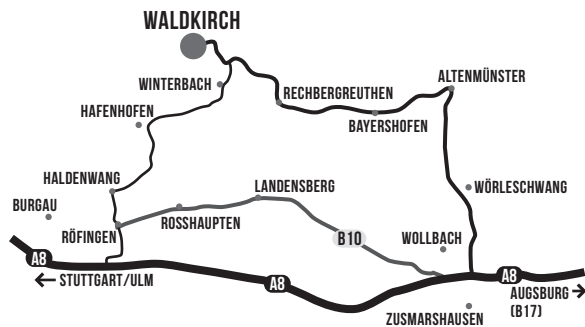 WALDKIRCH
WINTERBACH
RECHBERGREUTHEN
ALTENMÜNSTER
HAFENHOFEN
BAYERSHOFEN
HALDENWANG
LANDENSBERG
WÖRLESCHWANG
BURGAU
ROSSHAUPTEN
RÖFINGEN
B10
WOLLBACH
A8
← STUTTGART/ULM
A8
A8
AUGSBURG →
(B17)
ZUSMARSHAUSEN